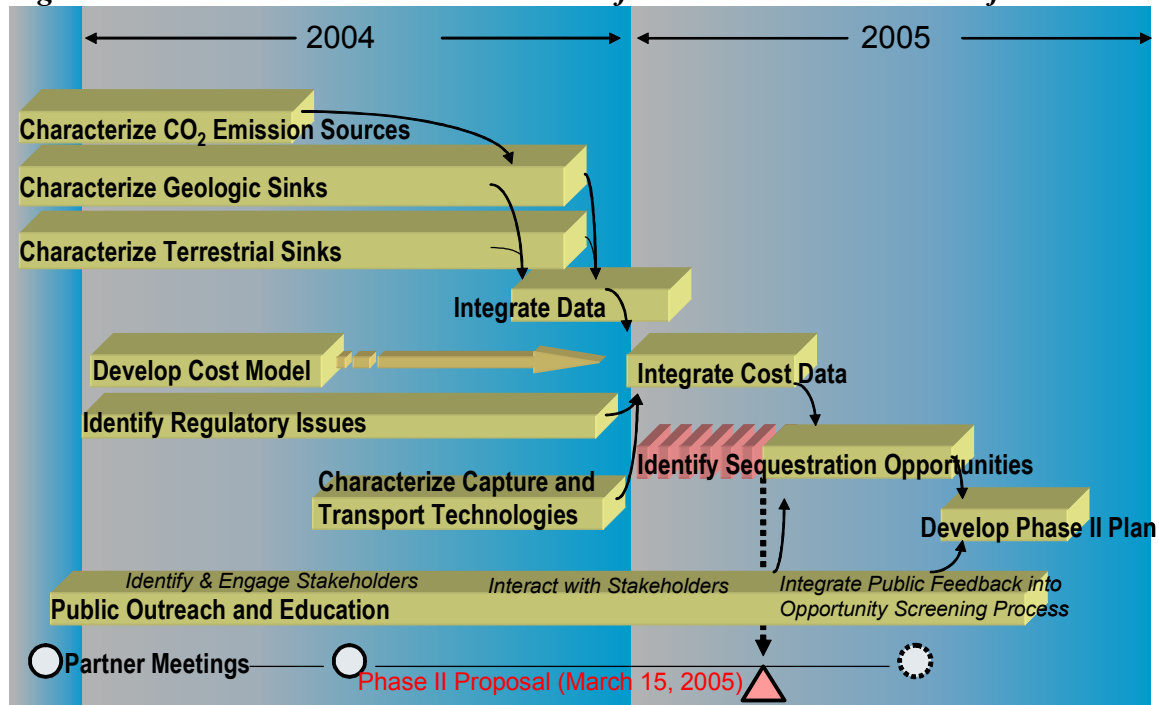 2004
2005
Characterize CO₂ Emission Sources
Characterize Geologic Sinks
Characterize Terrestrial Sinks
Integrate Data
Develop Cost Model
Integrate Cost Data
Identify Regulatory Issues
Identify Sequestration Opportunities
Characterize Capture and
Transport Technologies
Develop Phase II Plan
Identify & Engage Stakeholders
Interact with Stakeholders
Integrate Public Feedback into
Opportunity Screening Process
Public Outreach and Education
Partner Meetings
Phase II Proposal (March 15, 2005)